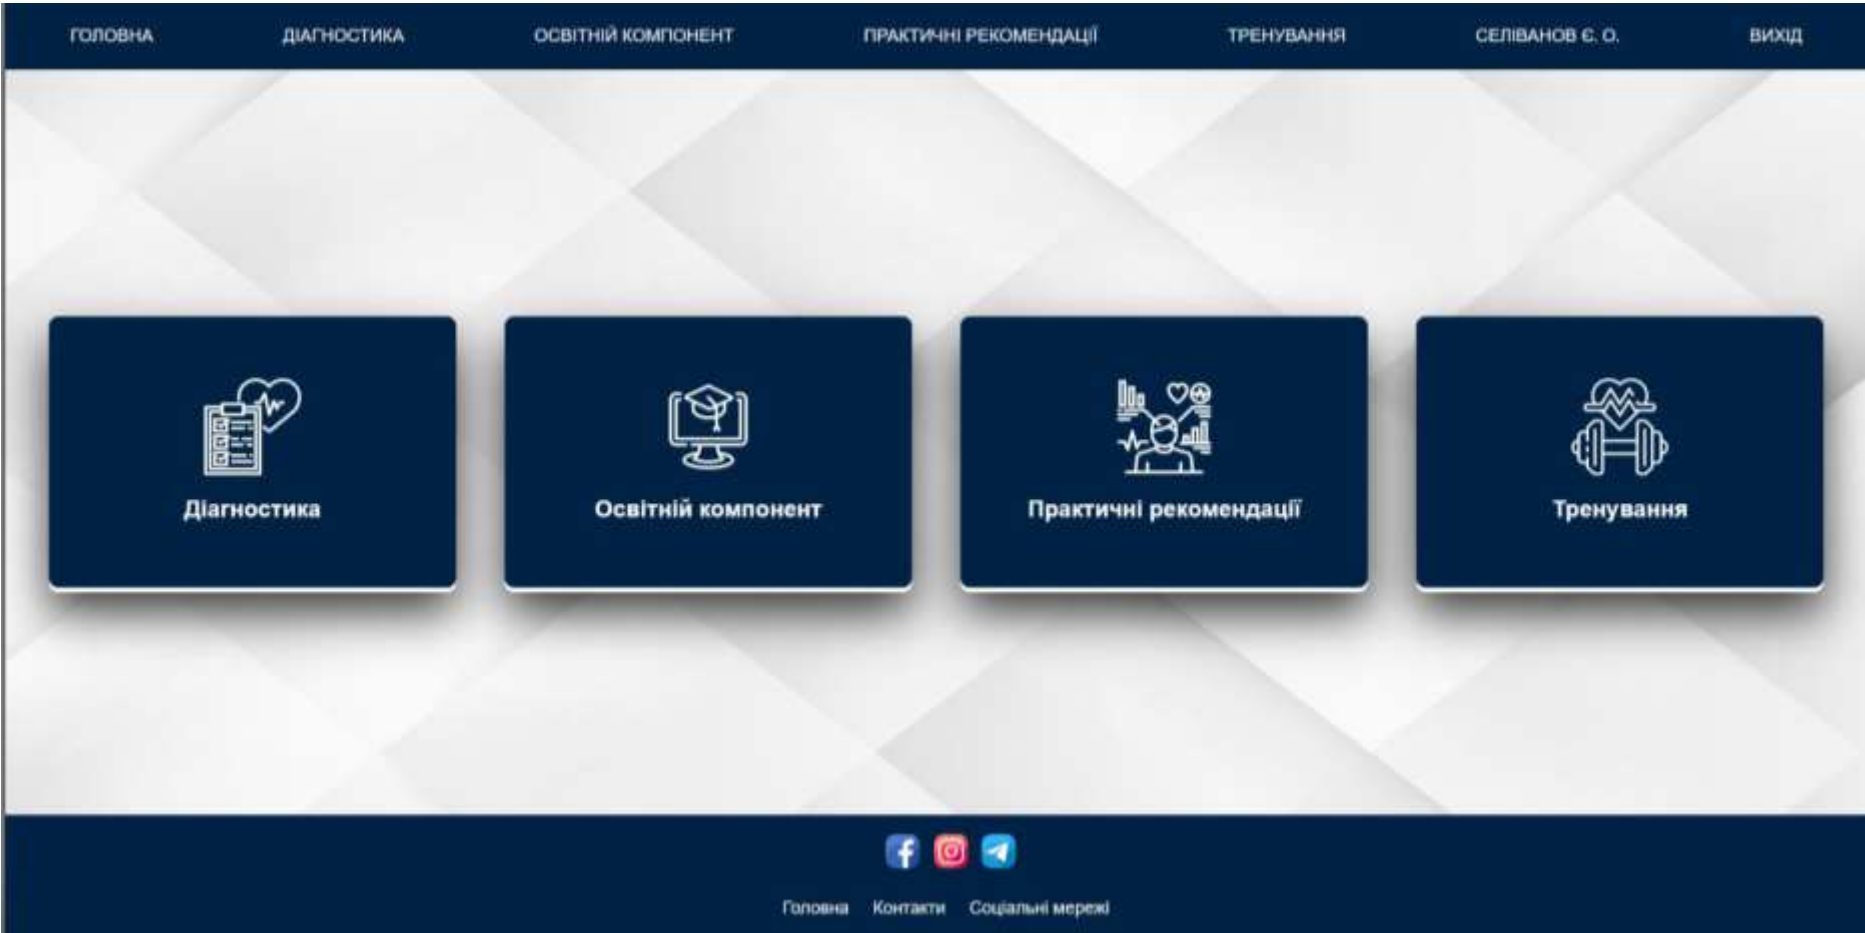 ГОЛОВНА ДІАГНОСТИКА ОСВІТНІЙ КОМПОНЕНТ ПРАКТИЧНІ РЕКОМЕНДАЦІЇ ТРЕНУВАННЯ СЕЛІВАНОВ Є. О. ВИХІД
Діагностика Освітній компонент Практичні рекомендації Тренування
Головна Контакти Соціальні мережі